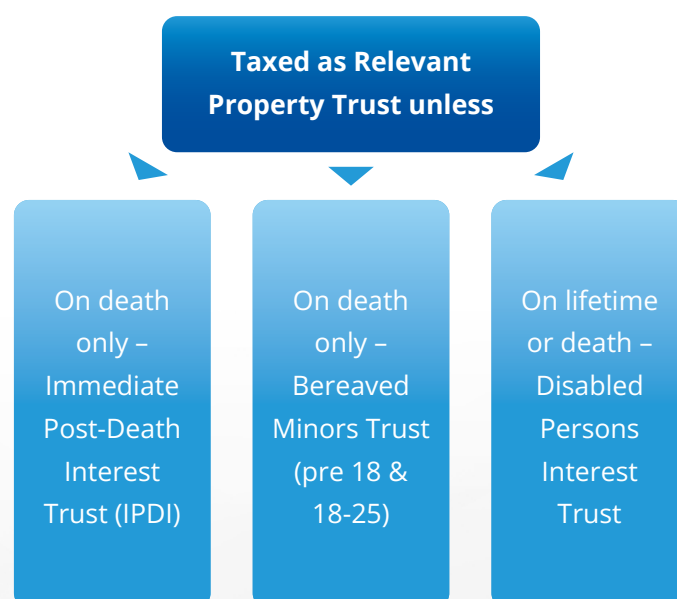 Taxed as Relevant
Property Trust unless
On death
only –
Immediate
Post-Death
Interest
Trust (IPDI)
On death
only –
Bereaved
Minors Trust
(pre 18 &
18-25)
On lifetime
or death –
Disabled
Persons
Interest
Trust